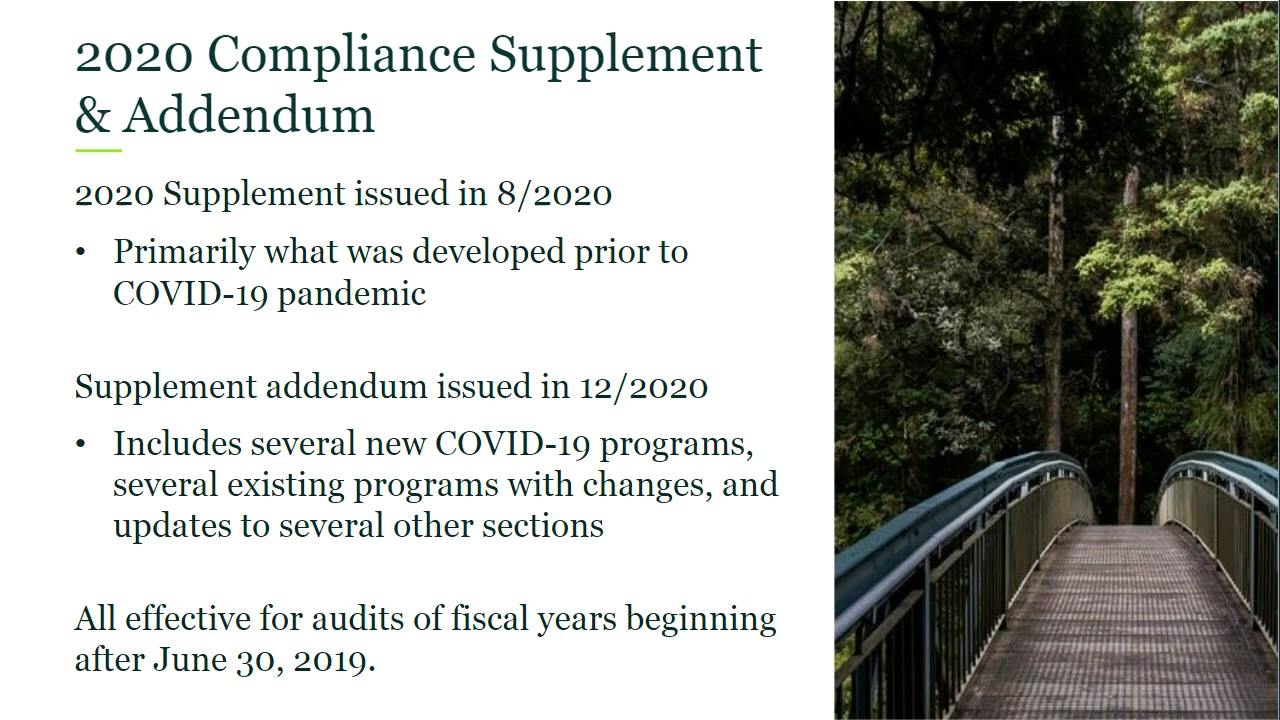 2020 Compliance Supplement
& Addendum
2020 Supplement issued in 8/2020
• Primarily what was developed prior to
COVID-19 pandemic
Supplement addendum issued in 12/2020
• Includes several new COVID-19 programs,
several existing programs with changes, and
updates to several other sections
All effective for audits of fiscal years beginning
after June 30, 2019.